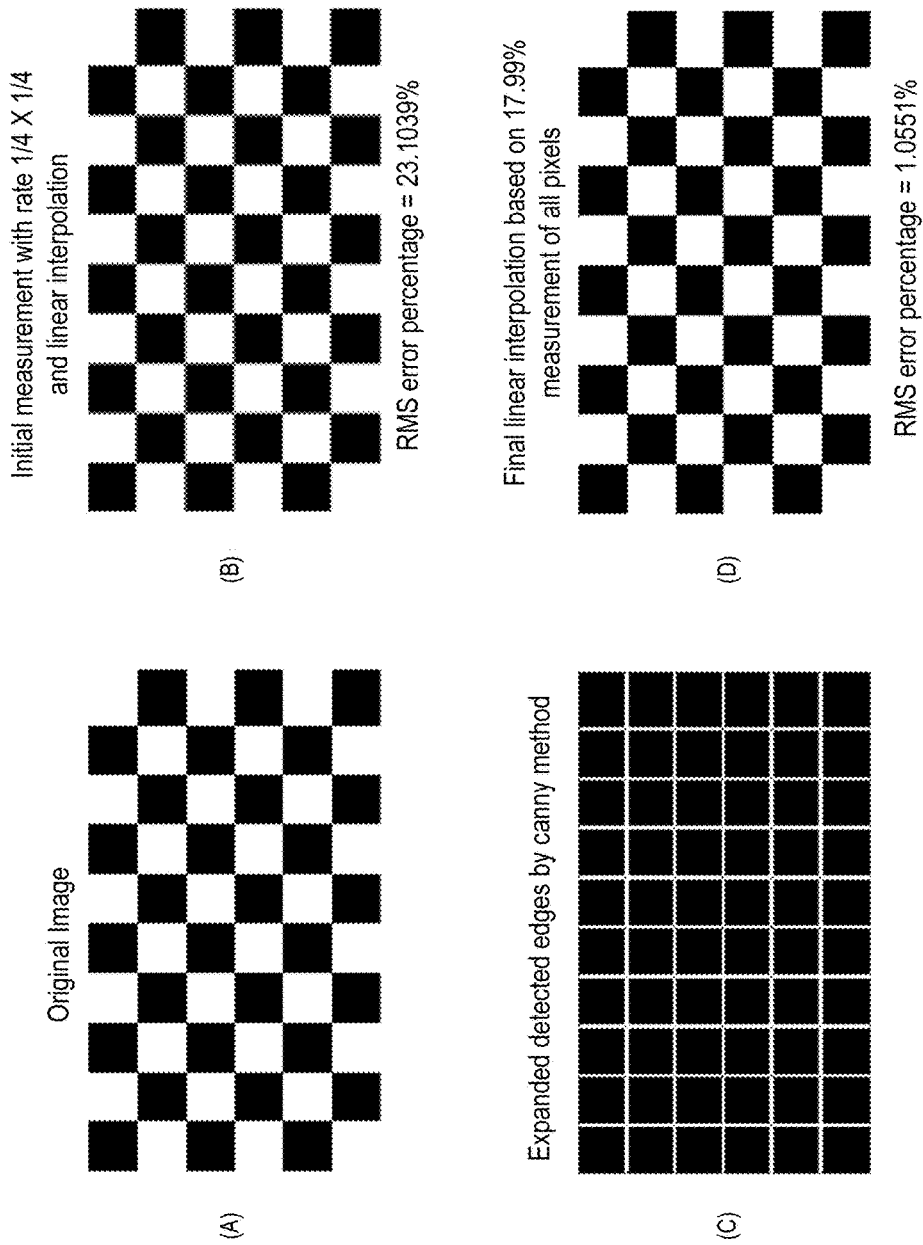 (A)
Original Image
(B)
Initial measurement with rate 1/4 X 1/4
and linear interpolation
RMS error percentage = 23.1039%
(C)
Expanded detected edges by canny method
(D)
Final linear interpolation based on 17.99%
measurement of all pixels
RMS error percentage = 1.0551%